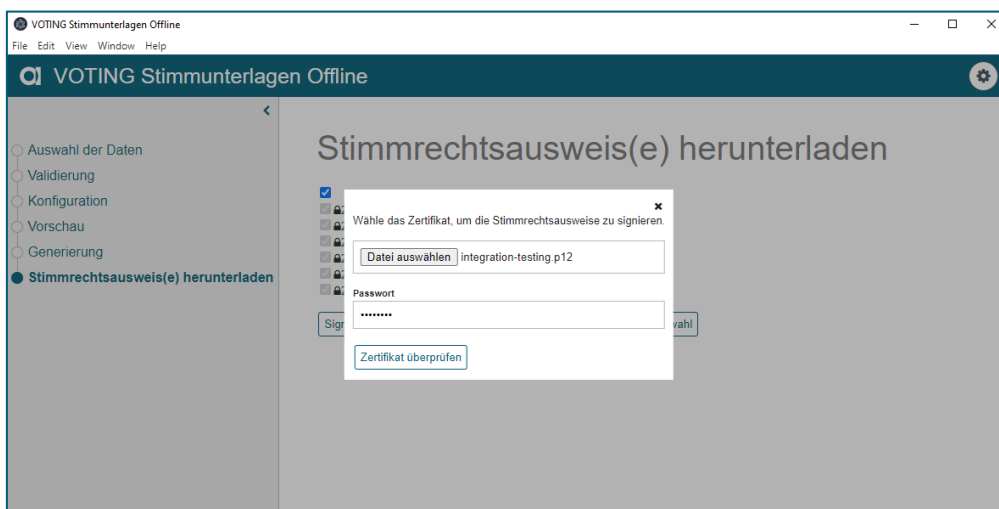 VOTING Stimmunterlagen Offline
File Edit View Window Help
VOTING Stimmunterlagen Offline
Auswahl der Daten
Validierung
Konfiguration
Vorschau
Generierung
Stimmrechtsausweis(e) herunterladen
Stimmrechtsausweis(e) herunterladen
Wähle das Zertifikat, um die Stimmrechtsausweise zu signieren.
Datei auswählen integration-testing.p12
Passwort
••••••••
Zertifikat überprüfen